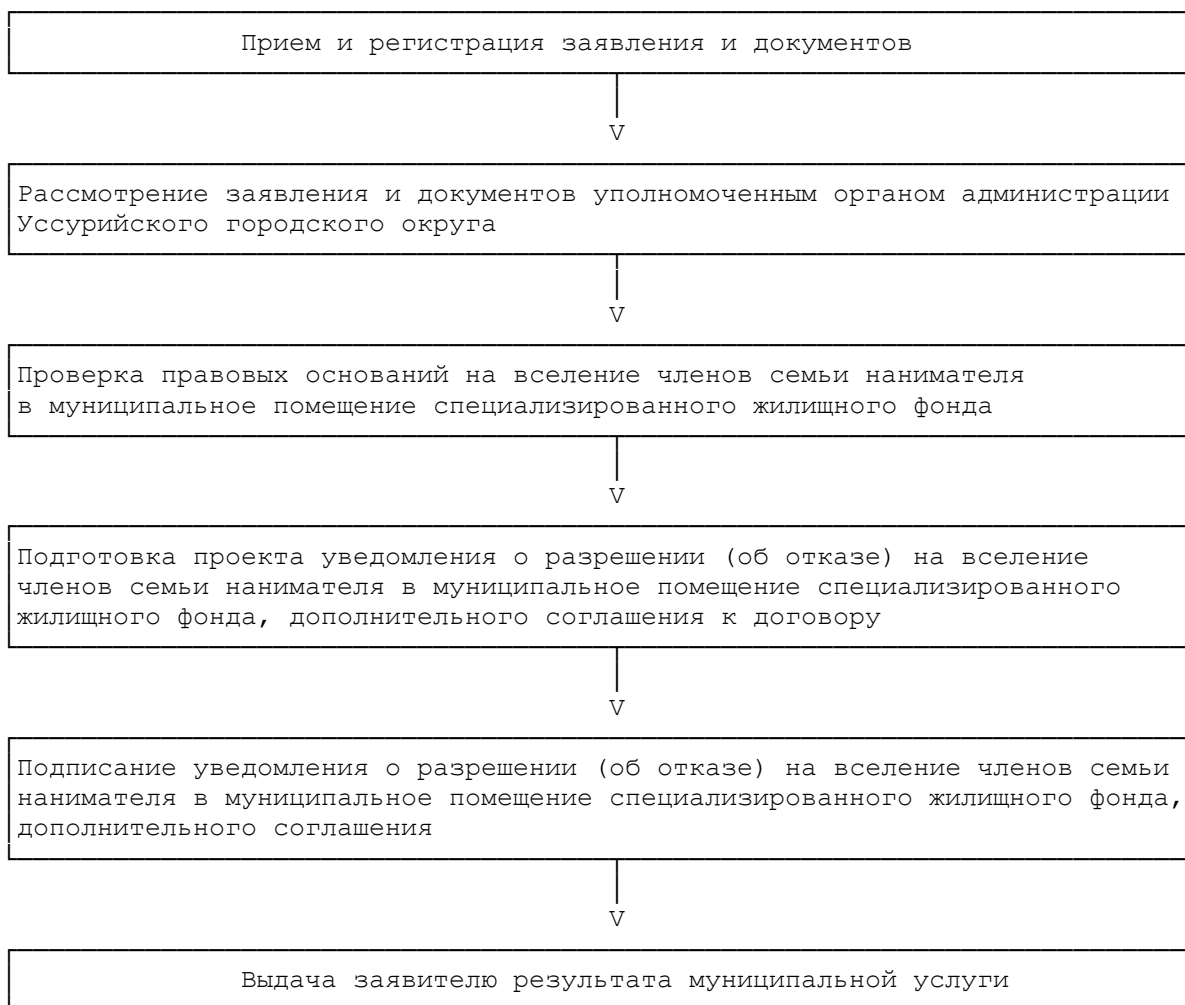 Прием и регистрация заявления и документов
V
Рассмотрение заявления и документов уполномоченным органом администрации
Уссурийского городского округа
V
Проверка правовых оснований на вселение членов семьи нанимателя
в муниципальное помещение специализированного жилищного фонда
V
Подготовка проекта уведомления о разрешении (об отказе) на вселение
членов семьи нанимателя в муниципальное помещение специализированного
жилищного фонда, дополнительного соглашения к договору
V
Подписание уведомления о разрешении (об отказе) на вселение членов семьи
нанимателя в муниципальное помещение специализированного жилищного фонда,
дополнительного соглашения
V
Выдача заявителю результата муниципальной услуги